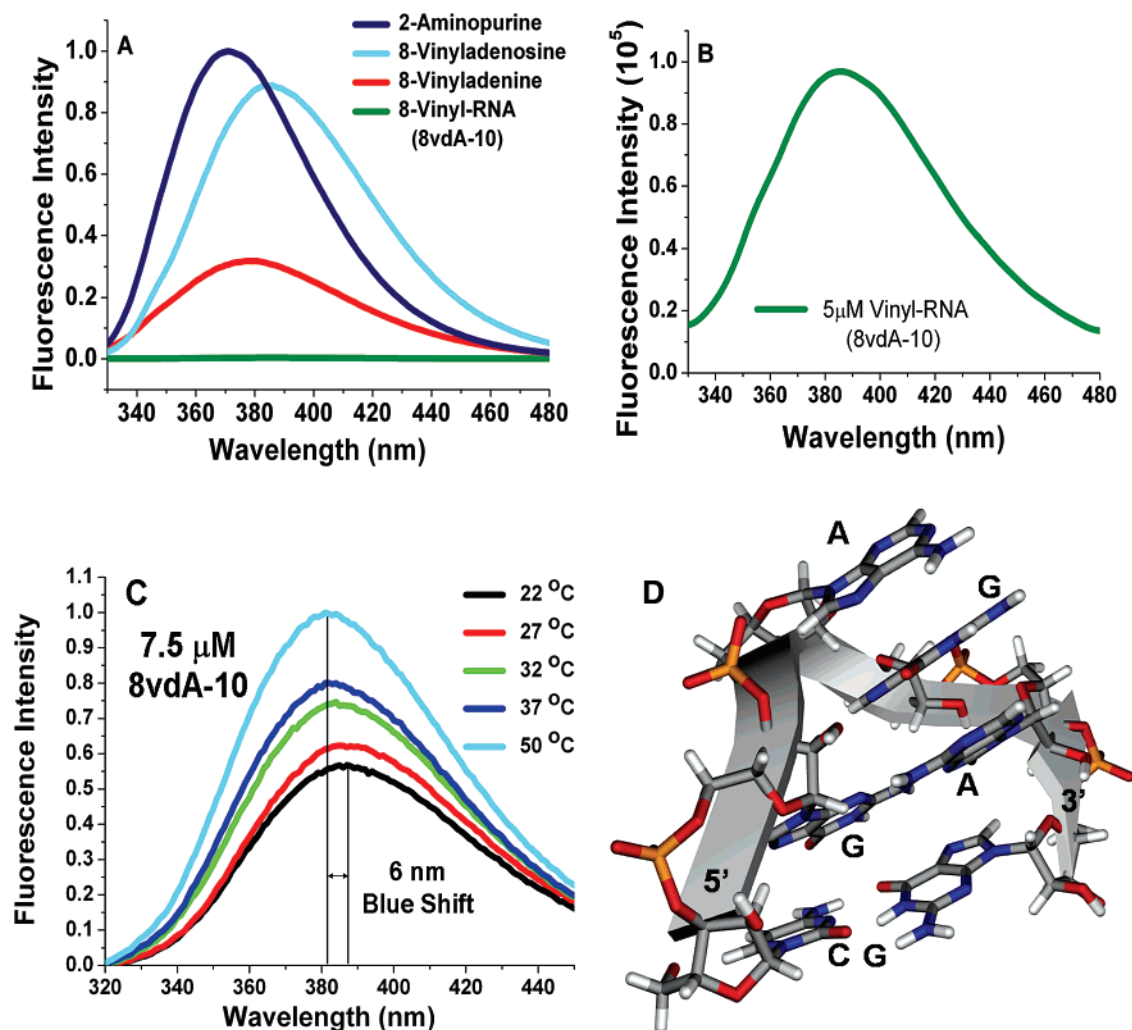 A
2-Aminopurine
8-Vinyladenosine
8-Vinyladenine
8-Vinyl-RNA
(8vdA-10)
Fluorescence Intensity
1.0
0.8
0.6
0.4
0.2
0.0
340 360 380 400 420 440 460 480
Wavelength (nm)
B
Fluorescence Intensity (10⁵)
1.0
0.8
0.6
0.4
0.2
0.0
5µM Vinyl-RNA
(8vdA-10)
340 360 380 400 420 440 460 480
Wavelength (nm)
C
7.5 µM
8vdA-10
22 °C
27 °C
32 °C
37 °C
50 °C
Fluorescence Intensity
1.1
1.0
0.9
0.8
0.7
0.6
0.5
0.4
0.3
0.2
0.1
0.0
6 nm
Blue Shift
320 340 360 380 400 420 440
Wavelength (nm)
D
A
G
A
G
3'
5'
C G